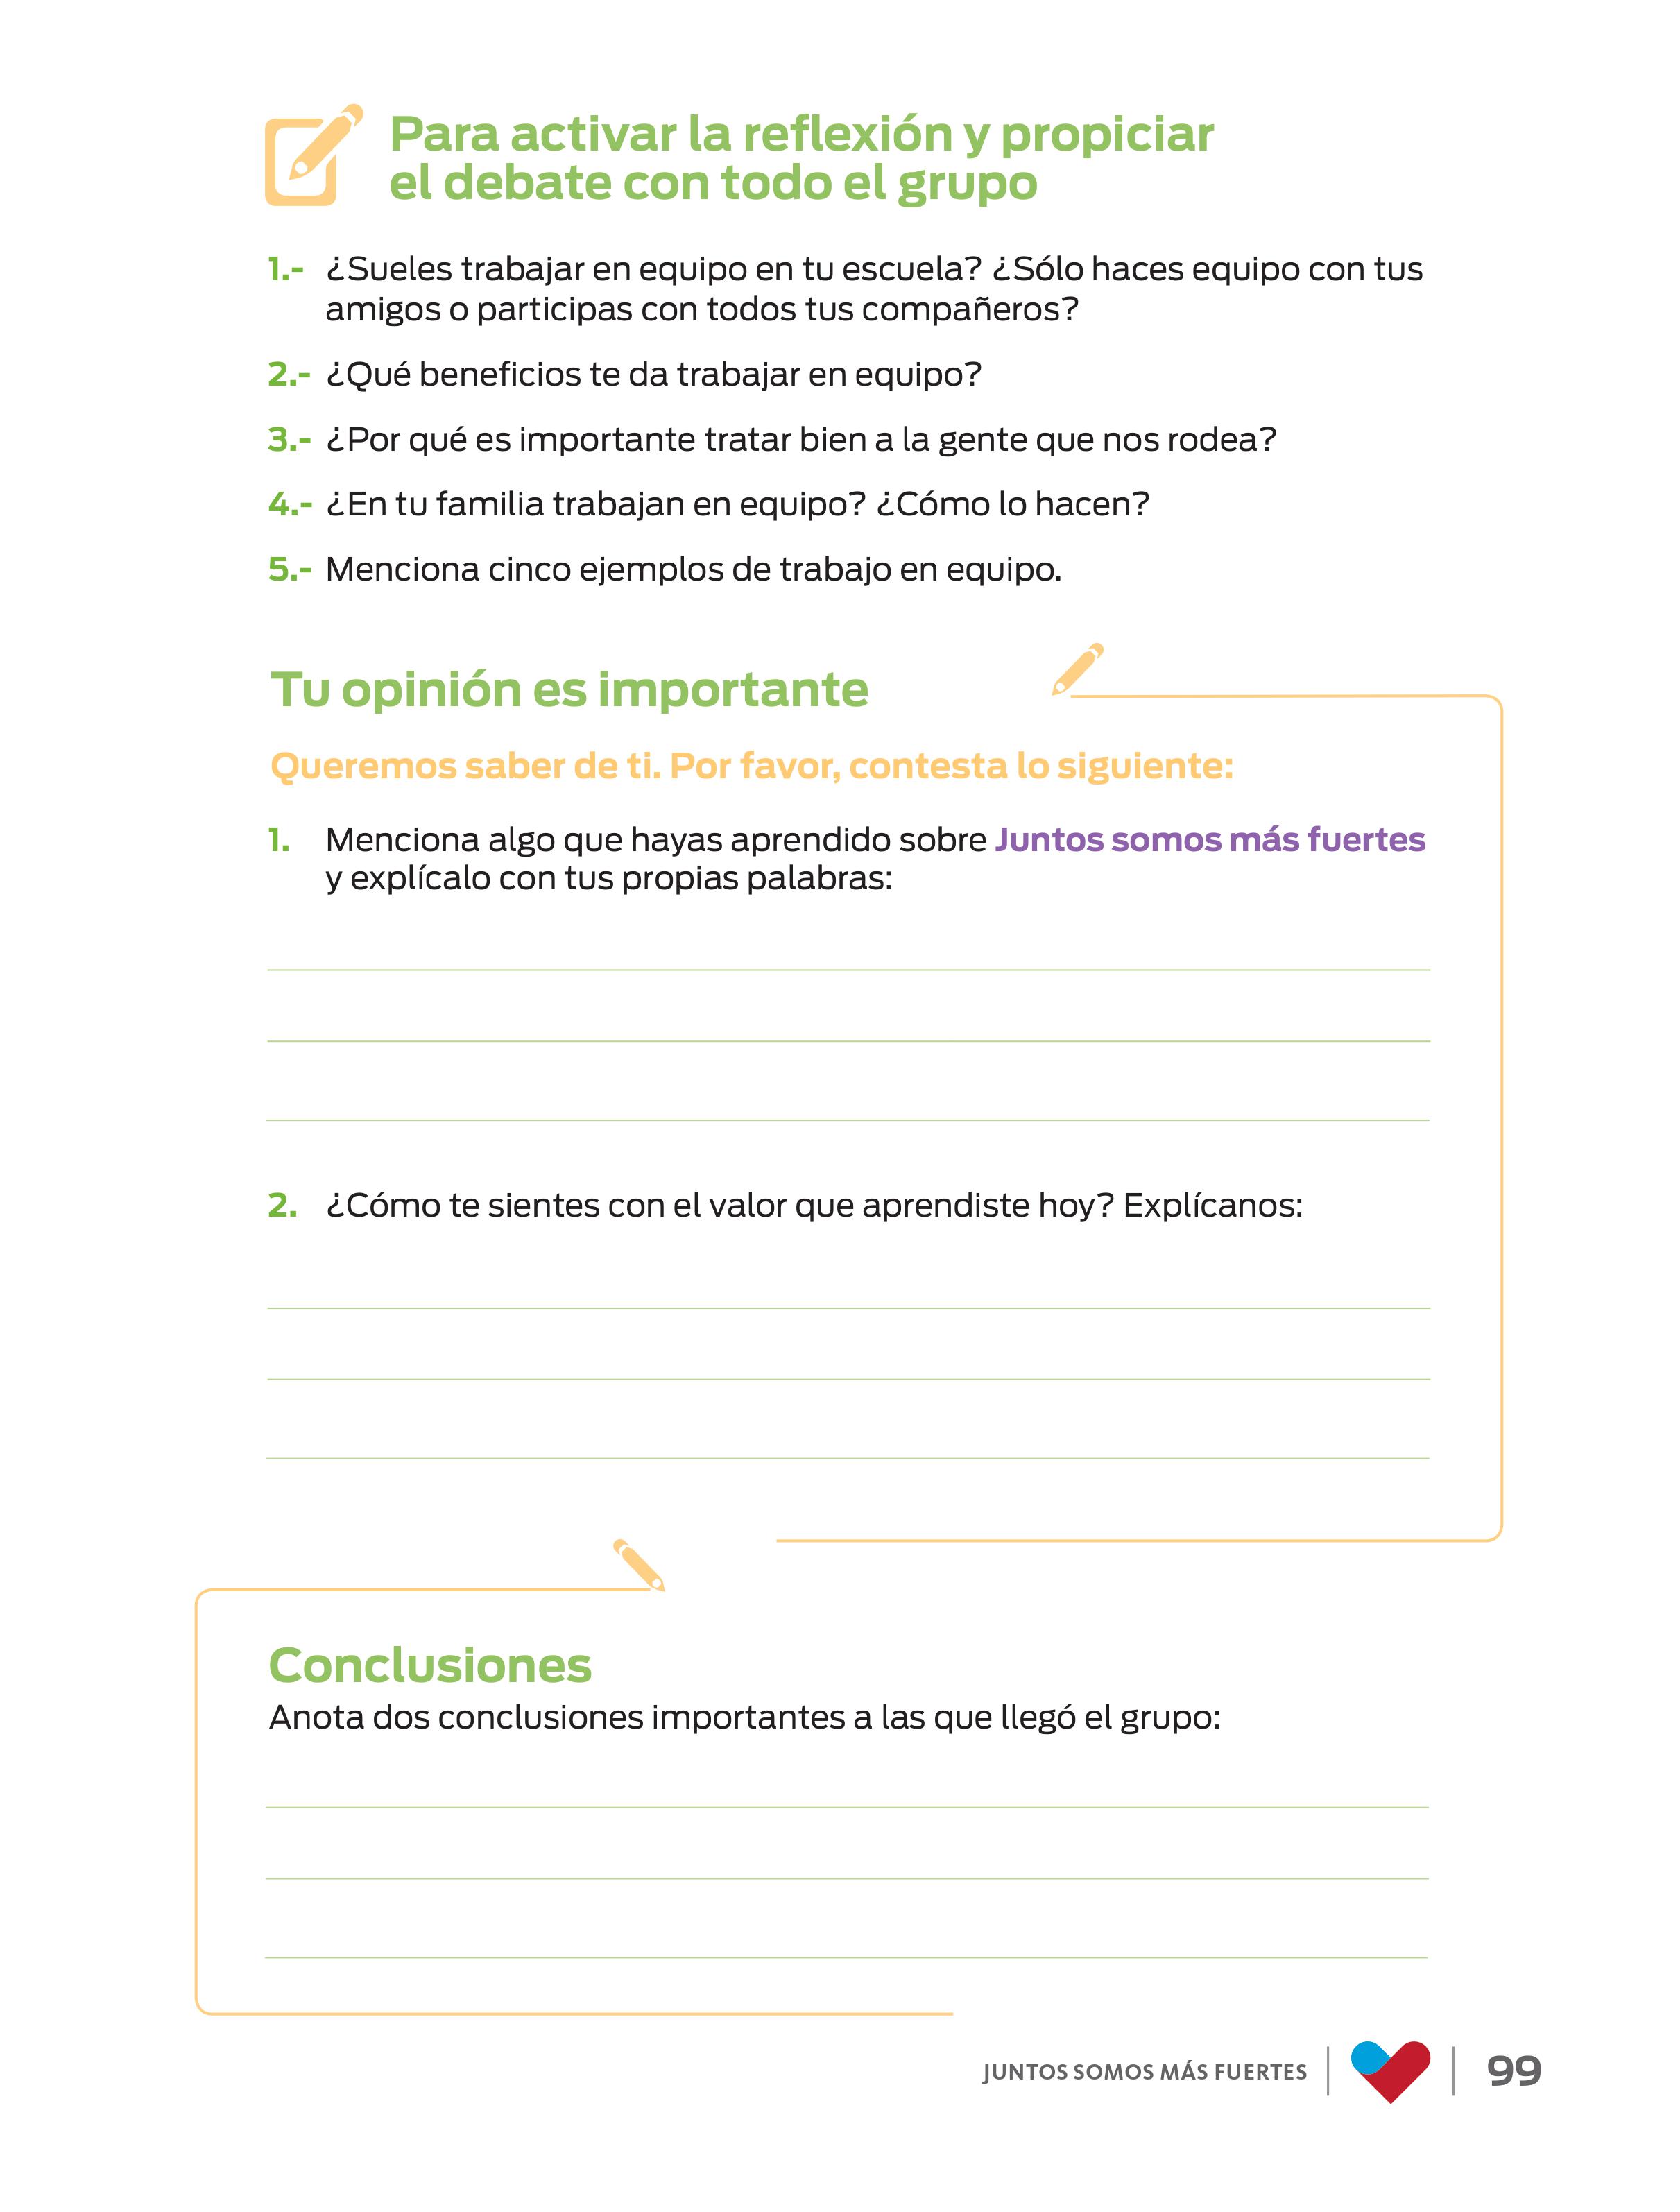 Para activar la reflexión y propiciar
el debate con todo el grupo
1.- ¿Sueles trabajar en equipo en tu escuela? ¿Sólo haces equipo con tus
amigos o participas con todos tus compañeros?
2.- ¿Qué beneficios te da trabajar en equipo?
3.- ¿Por qué es importante tratar bien a la gente que nos rodea?
4.- ¿En tu familia trabajan en equipo? ¿Cómo lo hacen?
5.- Menciona cinco ejemplos de trabajo en equipo.
Tu opinión es importante
Queremos saber de ti. Por favor, contesta lo siguiente:
1. Menciona algo que hayas aprendido sobre Juntos somos más fuertes
y explícalo con tus propias palabras:
2. ¿Cómo te sientes con el valor que aprendiste hoy? Explícanos:
Conclusiones
Anota dos conclusiones importantes a las que llegó el grupo:
JUNTOS SOMOS MÁS FUERTES 99